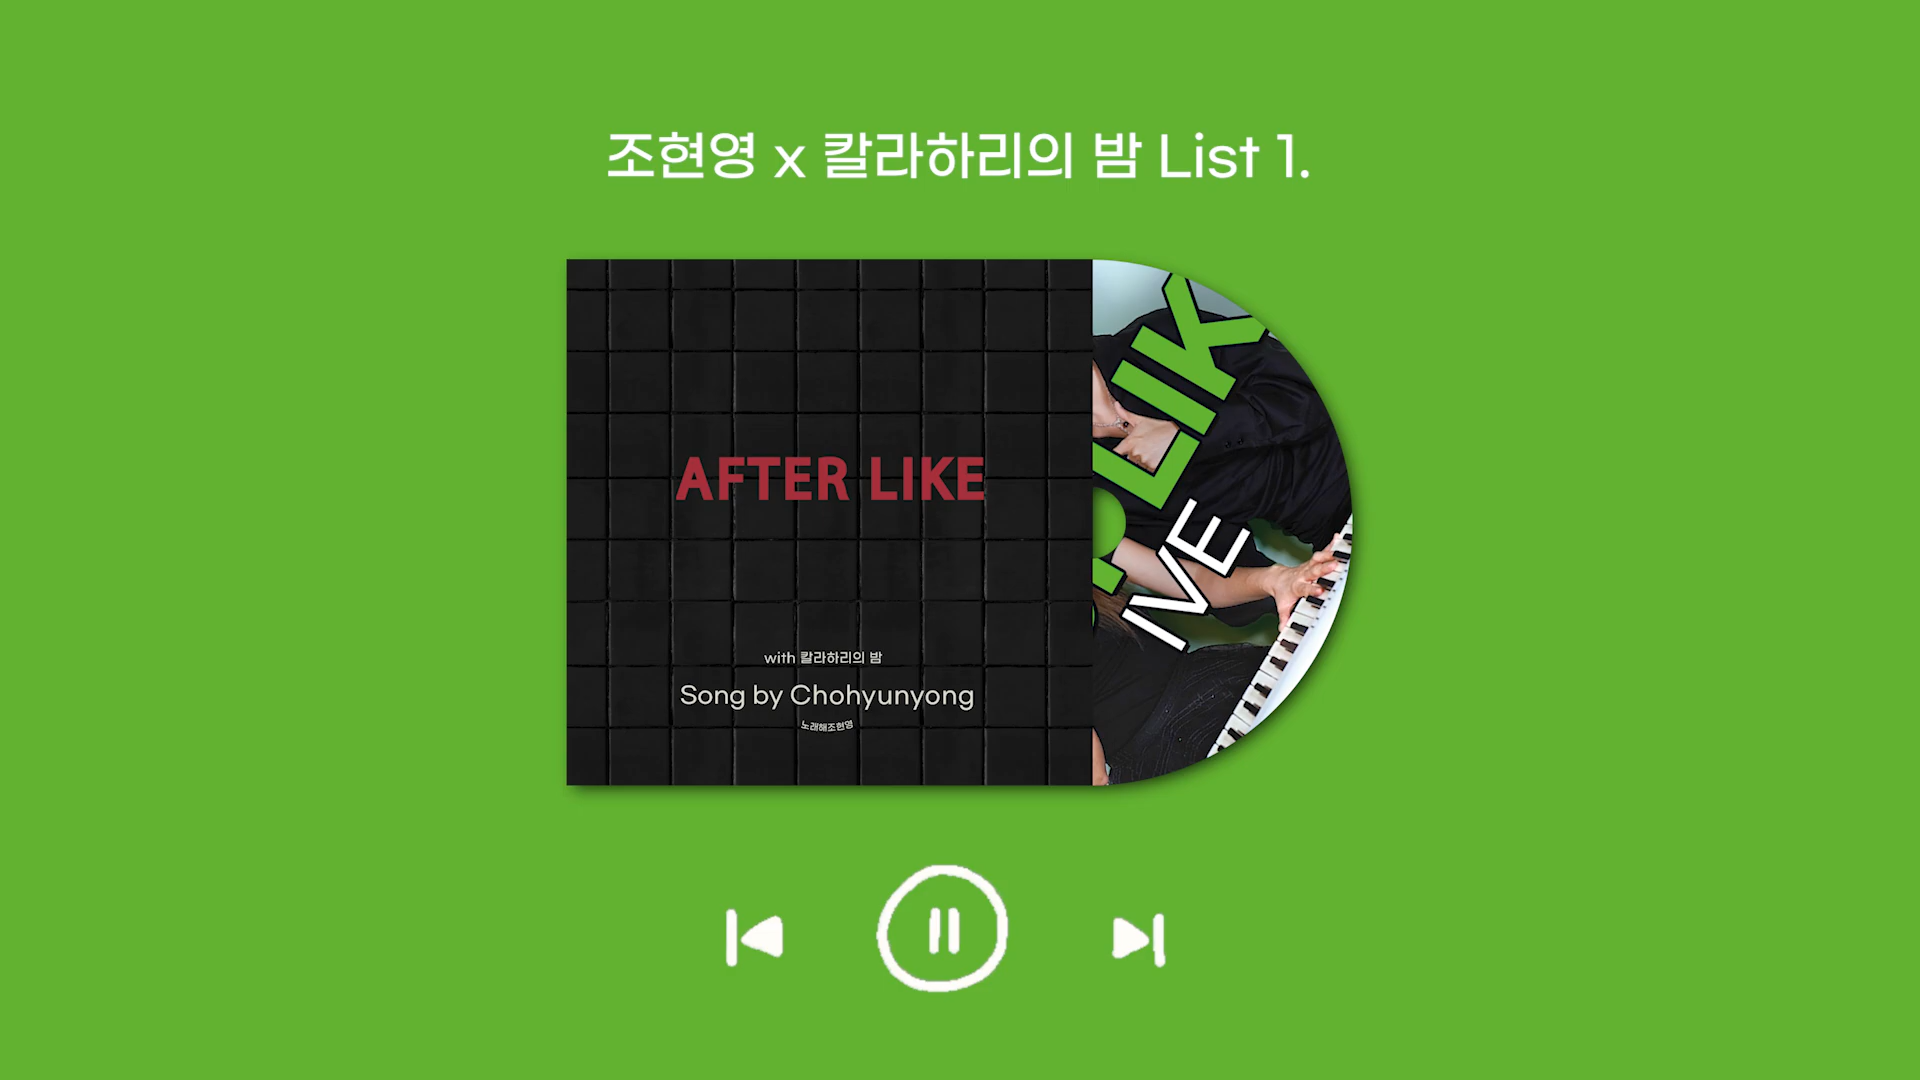 조현영 x 칼라하리의 밤 List 1.
AFTER LIKE
with 칼라하리의 밤
Song by Chohyunyong
노래해조현영
LIK
IVE